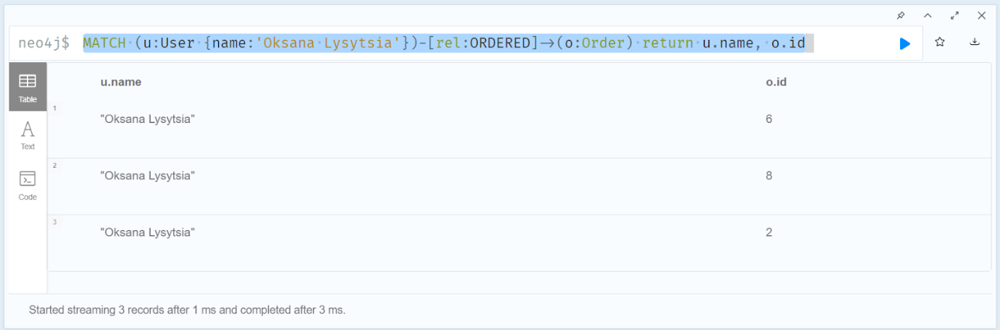 neo4j$ MATCH (u:User {name:'Oksana Lysytsia'})-[rel:ORDERED]->(o:Order) return u.name, o.id
Table
Text
Code
u.name o.id
1 "Oksana Lysytsia" 6
2 "Oksana Lysytsia" 8
3 "Oksana Lysytsia" 2
Started streaming 3 records after 1 ms and completed after 3 ms.